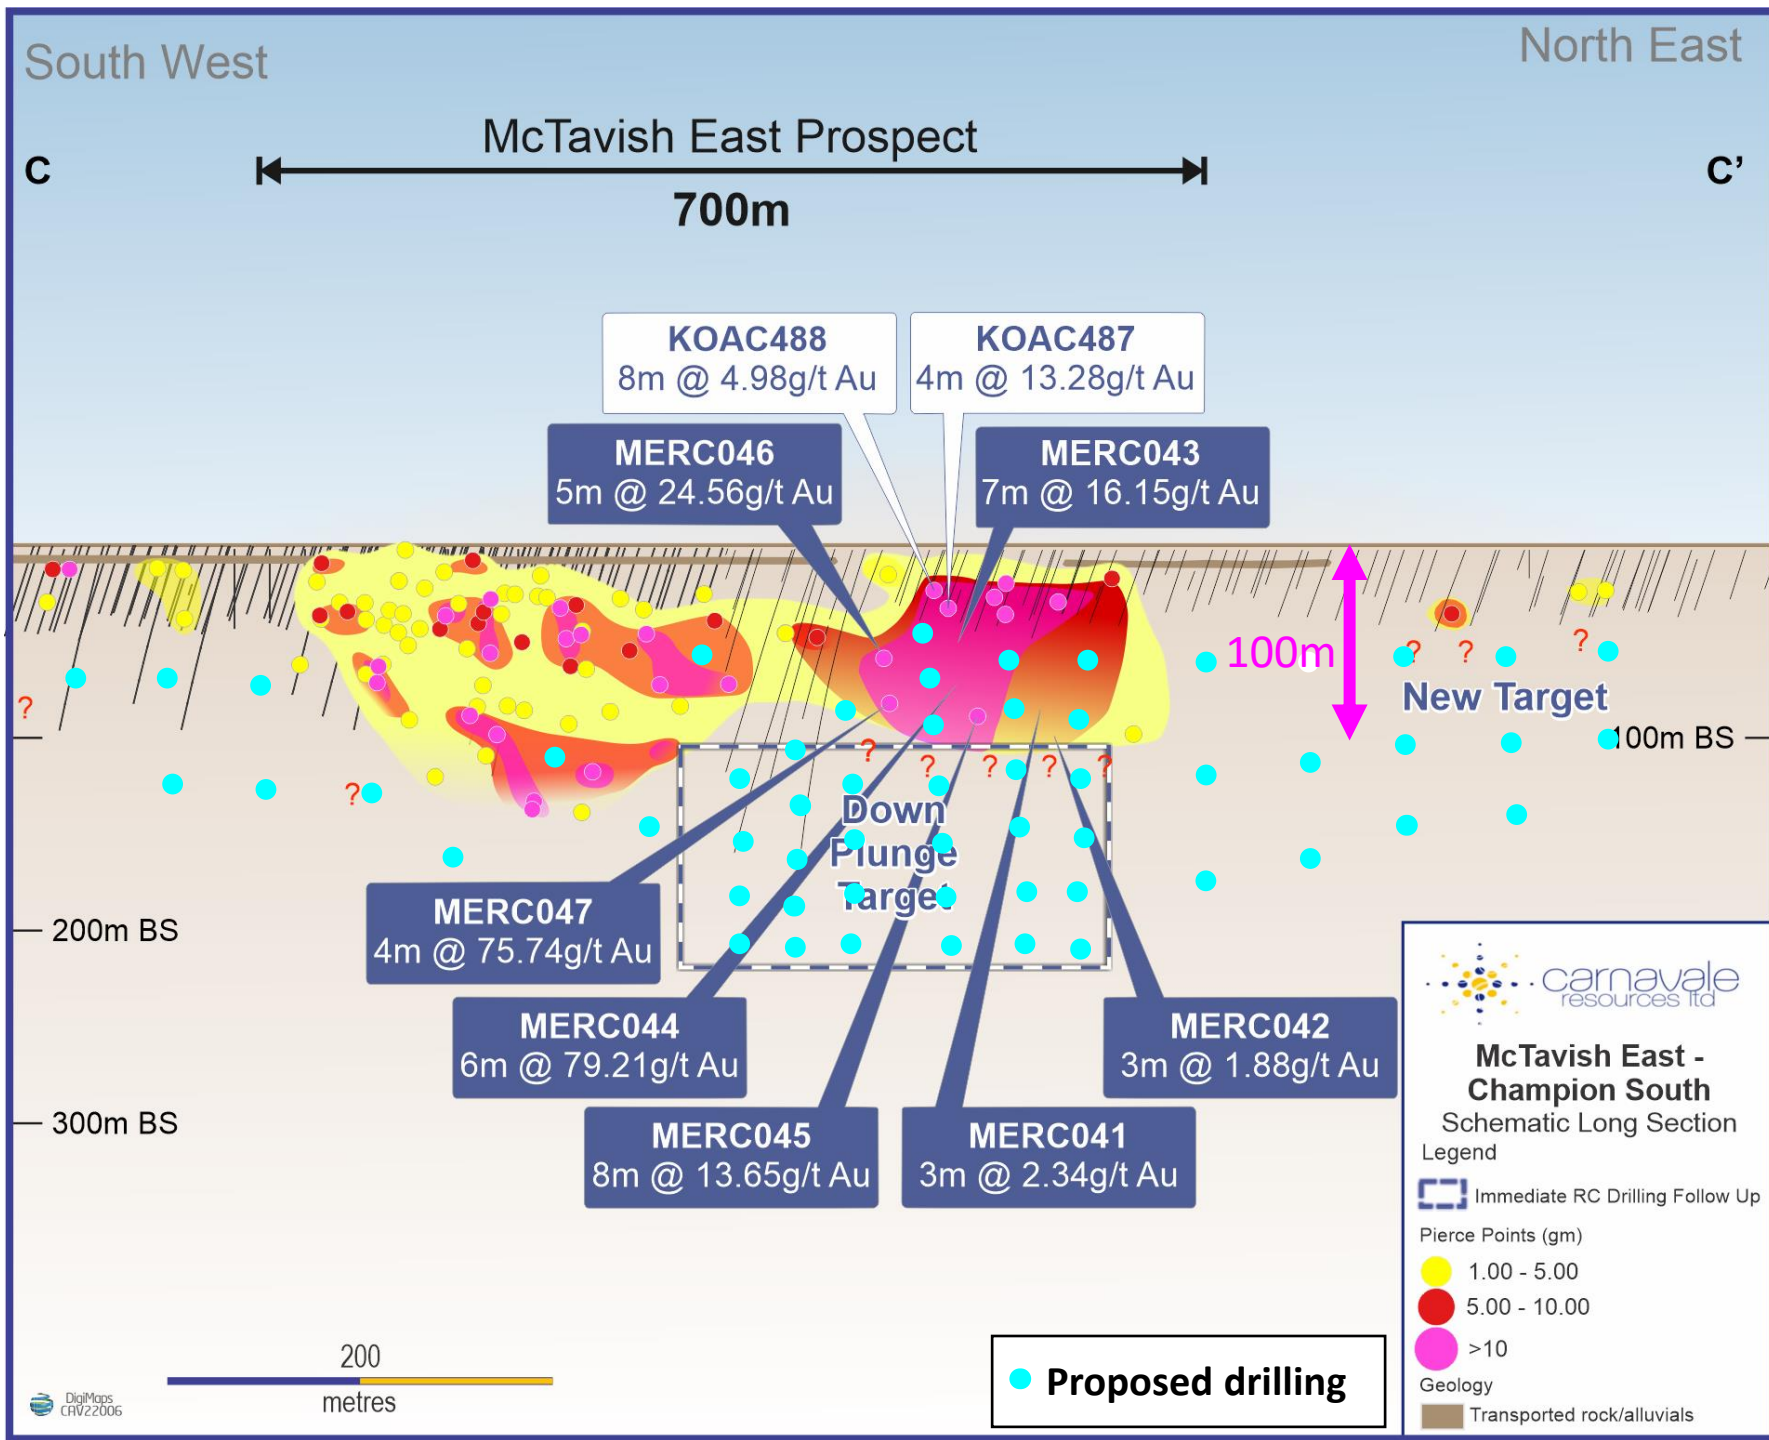 South West
North East
McTavish East Prospect
C
C’
700m
KOAC488
8m @ 4.98g/t Au
KOAC487
4m @ 13.28g/t Au
MERC046
5m @ 24.56g/t Au
MERC043
7m @ 16.15g/t Au
100m
?
?
?
New Target
?
100m BS
?
?
?
?
?
?
Down
Plunge
Target
MERC047
4m @ 75.74g/t Au
200m BS
MERC044
6m @ 79.21g/t Au
MERC042
3m @ 1.88g/t Au
300m BS
MERC045
8m @ 13.65g/t Au
MERC041
3m @ 2.34g/t Au
carnavale
resources ltd
McTavish East -
Champion South
Schematic Long Section
Legend
Immediate RC Drilling Follow Up
Pierce Points (gm)
1.00 - 5.00
5.00 - 10.00
>10
Geology
Transported rock/alluvials
200
metres
DigiMaps
CAV22006
Proposed drilling